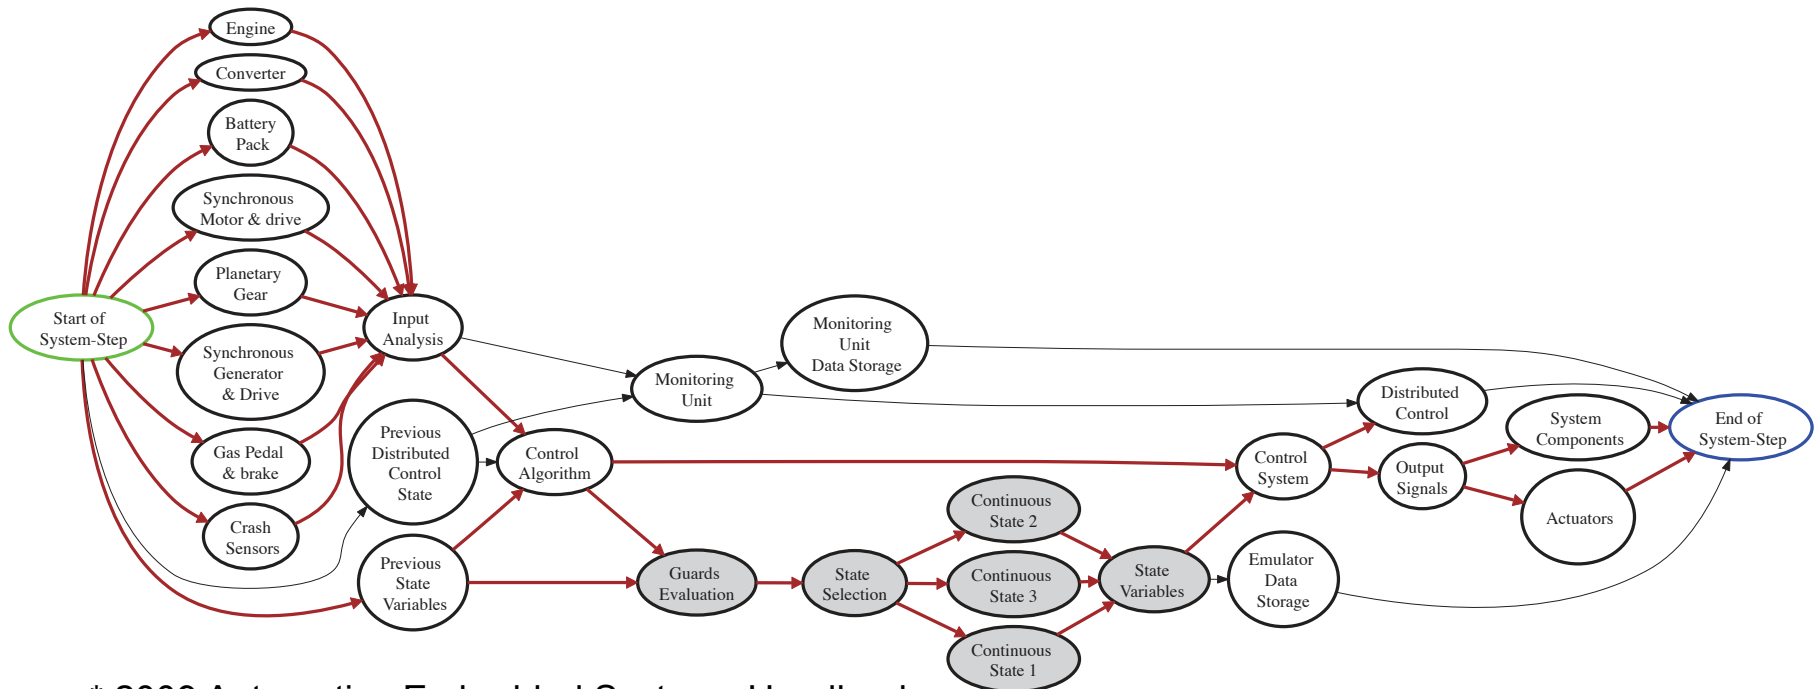 Engine
Converter
Battery
Pack
Synchronous
Motor & drive
Planetary
Gear
Start of
System-Step
Synchronous
Generator
& Drive
Gas Pedal
& brake
Crash
Sensors
Input
Analysis
Previous
Distributed
Control
State
Previous
State
Variables
Control
Algorithm
Monitoring
Unit
Monitoring
Unit
Data Storage
Guards
Evaluation
State
Selection
Continuous
State 2
Continuous
State 3
Continuous
State 1
State
Variables
Emulator
Data
Storage
Control
System
Distributed
Control
Output
Signals
System
Components
Actuators
End of
System-Step